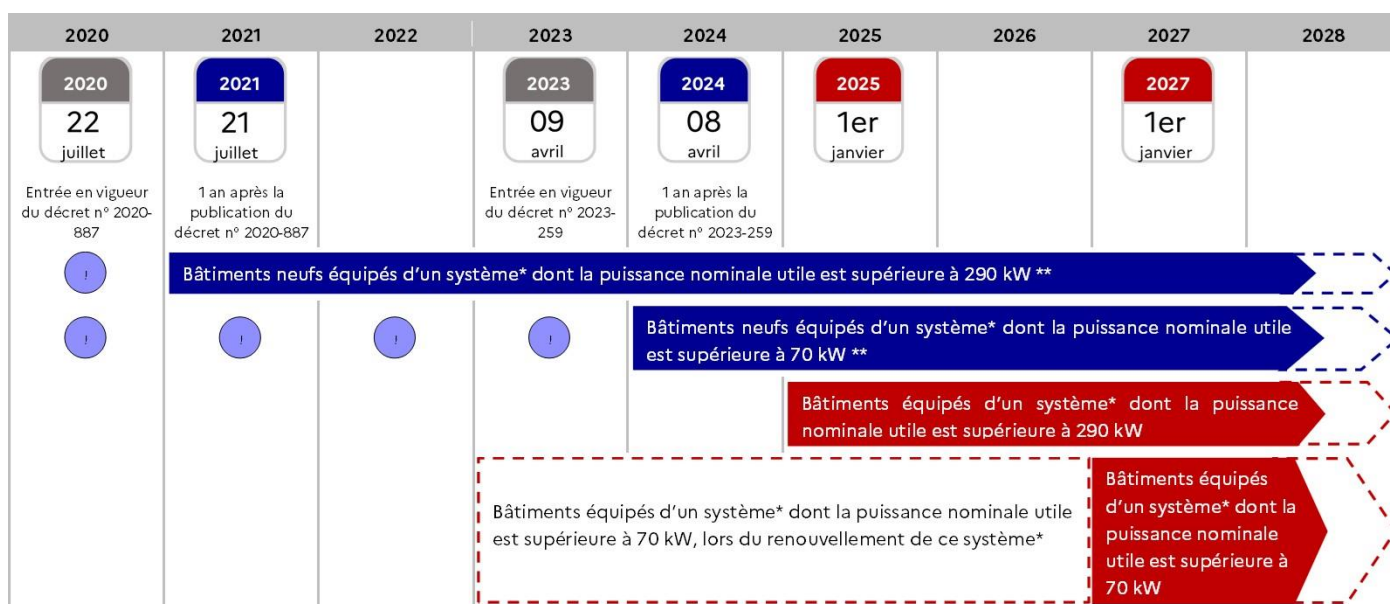 2020 2021 2022 2023 2024 2025 2026 2027 2028
2020 2021 2023 2024 2025 2027
22 21 09 08 1er 1er
juillet juillet avril avril janvier janvier
Entrée en vigueur
du décret n° 2020-
887
1 an après la
publication du
décret n° 2020-887
Entrée en vigueur
du décret n° 2023-
259
1 an après la
publication du
décret n° 2023-259
! Bâtiments neufs équipés d'un système* dont la puissance nominale utile est supérieure à 290 kW **
! ! ! !
Bâtiments neufs équipés d'un système* dont la puissance nominale utile
est supérieure à 70 kW **
Bâtiments équipés d'un système* dont la puissance
nominale utile est supérieure à 290 kW
Bâtiments équipés d'un système* dont la puissance nominale utile
est supérieure à 70 kW, lors du renouvellement de ce système*
Bâtiments équipés
d'un système* dont la
puissance nominale
utile est supérieure à
70 kW